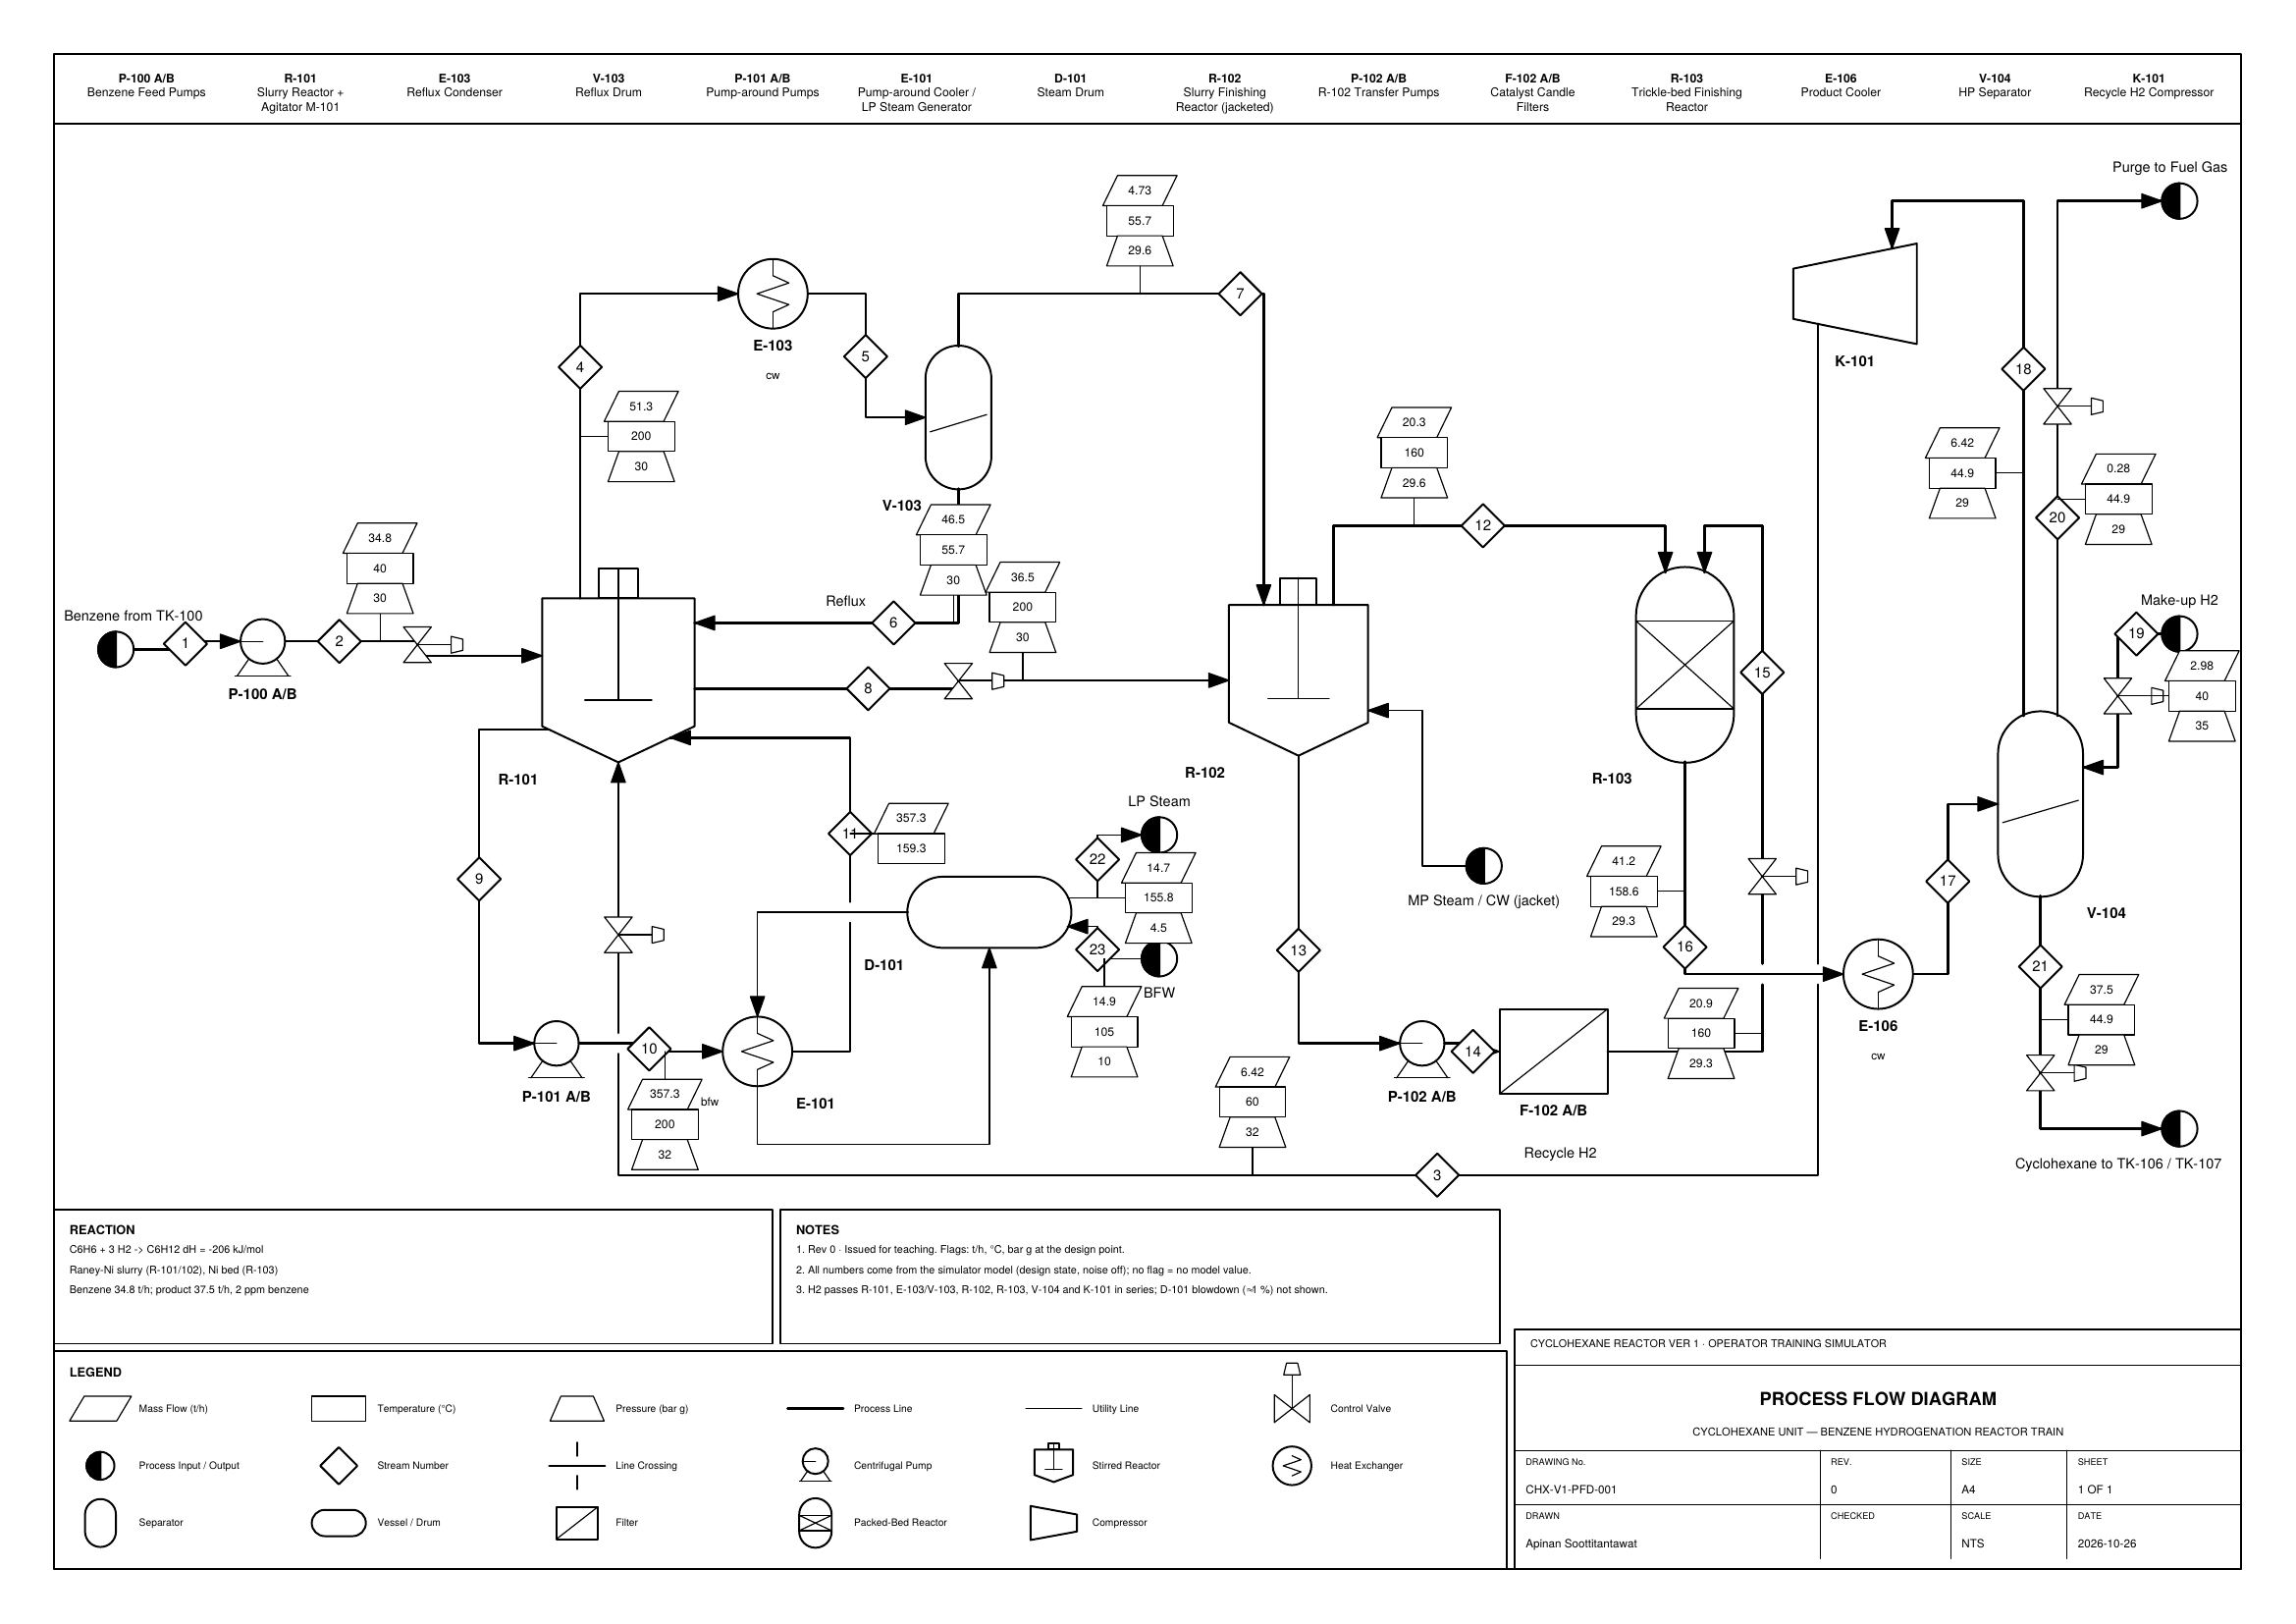 P-100 A/B
Benzene Feed Pumps
R-101
Slurry Reactor +
Agitator M-101
E-103
Reflux Condenser
V-103
Reflux Drum
P-101 A/B
Pump-around Pumps
E-101
Pump-around Cooler /
LP Steam Generator
D-101
Steam Drum
R-102
Slurry Finishing
Reactor (jacketed)
P-102 A/B
R-102 Transfer Pumps
F-102 A/B
Catalyst Candle
Filters
R-103
Trickle-bed Finishing
Reactor
E-106
Product Cooler
V-104
HP Separator
K-101
Recycle H2 Compressor
Purge to Fuel Gas
4.73
55.7
29.6
7
E-103
cw
4
5
51.3
200
30
K-101
18
20.3
160
29.6
6.42
44.9
29
0.28
44.9
29
20
V-103
46.5
55.7
30
12
34.8
40
30
36.5
200
30
Benzene from TK-100
1
2
P-100 A/B
Reflux
6
8
Make-up H2
19
2.98
40
35
15
R-101
R-102
R-103
LP Steam
357.3
159.3
11
22
14.7
155.8
4.5
9
41.2
158.6
29.3
MP Steam / CW (jacket)
17
V-104
D-101
23
BFW
13
16
21
14.9
105
10
20.9
160
29.3
37.5
44.9
29
E-106
cw
10
14
P-101 A/B
357.3
200
32
bfw
E-101
6.42
60
32
P-102 A/B
F-102 A/B
Recycle H2
3
Cyclohexane to TK-106 / TK-107
REACTION
C6H6 + 3 H2 -> C6H12 dH = -206 kJ/mol
Raney-Ni slurry (R-101/102), Ni bed (R-103)
Benzene 34.8 t/h; product 37.5 t/h, 2 ppm benzene
NOTES
1. Rev 0 · Issued for teaching. Flags: t/h, °C, bar g at the design point.
2. All numbers come from the simulator model (design state, noise off); no flag = no model value.
3. H2 passes R-101, E-103/V-103, R-102, R-103, V-104 and K-101 in series; D-101 blowdown (≈1 %) not shown.
LEGEND
Mass Flow (t/h)
Temperature (°C)
Pressure (bar g)
Process Line
Utility Line
Control Valve
Process Input / Output
Stream Number
Line Crossing
Centrifugal Pump
Stirred Reactor
Heat Exchanger
Separator
Vessel / Drum
Filter
Packed-Bed Reactor
Compressor
CYCLOHEXANE REACTOR VER 1 · OPERATOR TRAINING SIMULATOR
PROCESS FLOW DIAGRAM
CYCLOHEXANE UNIT — BENZENE HYDROGENATION REACTOR TRAIN
DRAWING No.
CHX-V1-PFD-001
REV.
0
SIZE
A4
SHEET
1 OF 1
DRAWN
Apinan Soottitantawat
CHECKED
SCALE
NTS
DATE
2026-10-26